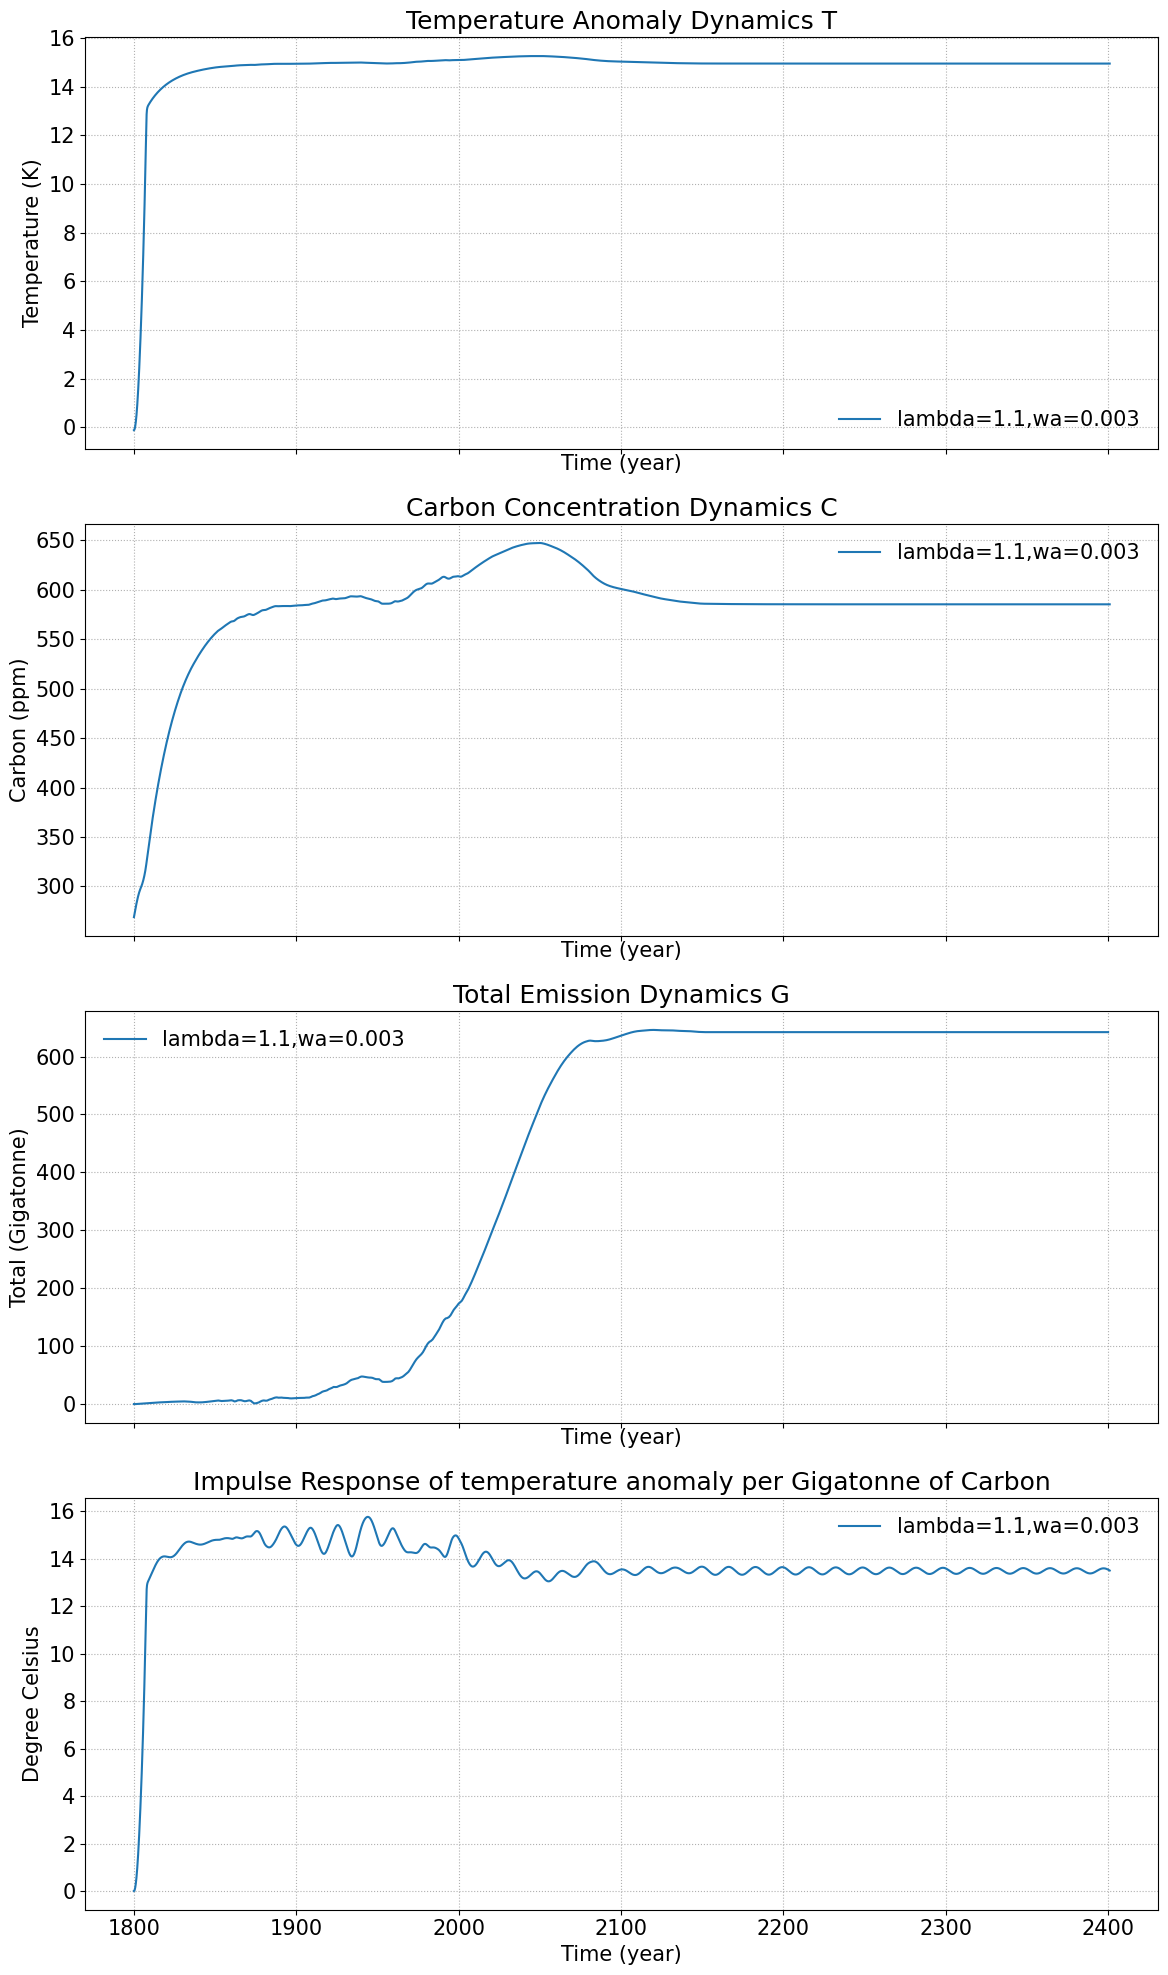 Temperature Anomaly Dynamics T
16
14
12
10
8
6
4
2
0
Temperature (K)
lambda=1.1,wa=0.003
Time (year)
Carbon Concentration Dynamics C
650
600
550
500
450
400
350
300
Carbon (ppm)
lambda=1.1,wa=0.003
Time (year)
Total Emission Dynamics G
600
500
400
300
200
100
0
Total (Gigatonne)
lambda=1.1,wa=0.003
Time (year)
Impulse Response of temperature anomaly per Gigatonne of Carbon
16
14
12
10
8
6
4
2
0
Degree Celsius
lambda=1.1,wa=0.003
1800 1900 2000 2100 2200 2300 2400
Time (year)